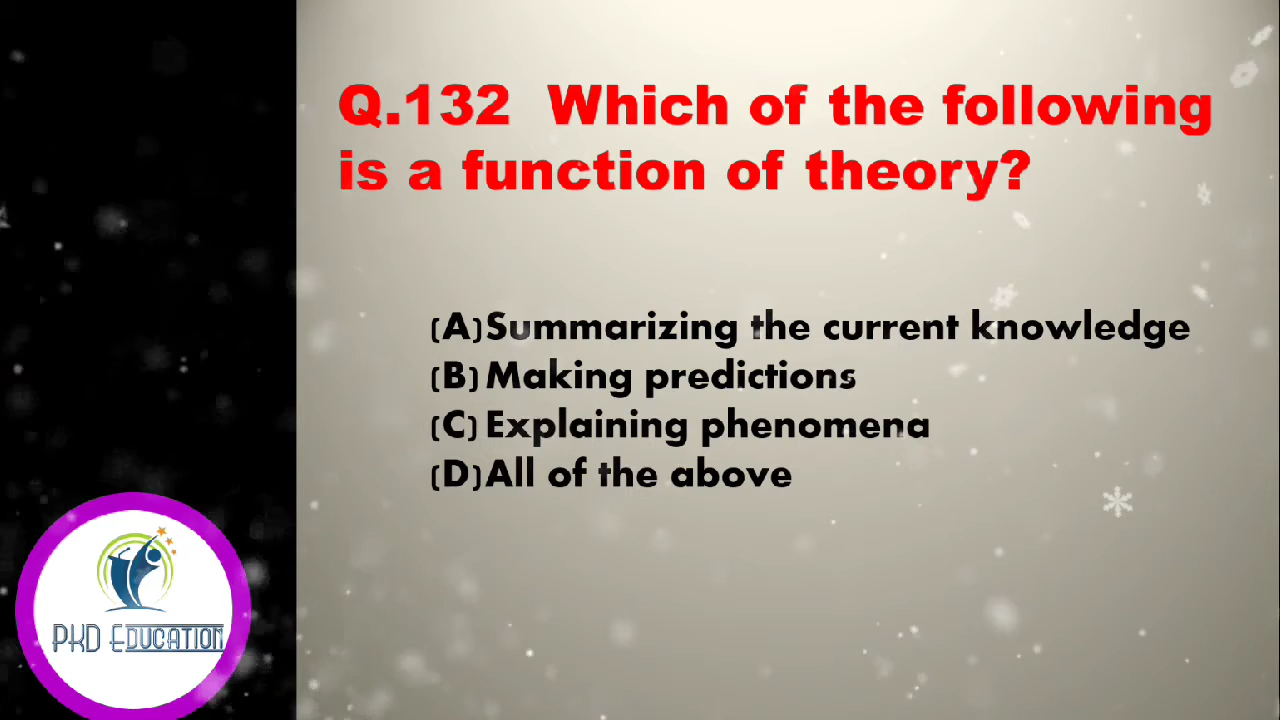 Q.132 Which of the following
is a function of theory?
(A)Summarizing the current knowledge
(B)Making predictions
(C)Explaining phenomena
(D)All of the above
PKD EDUCATION